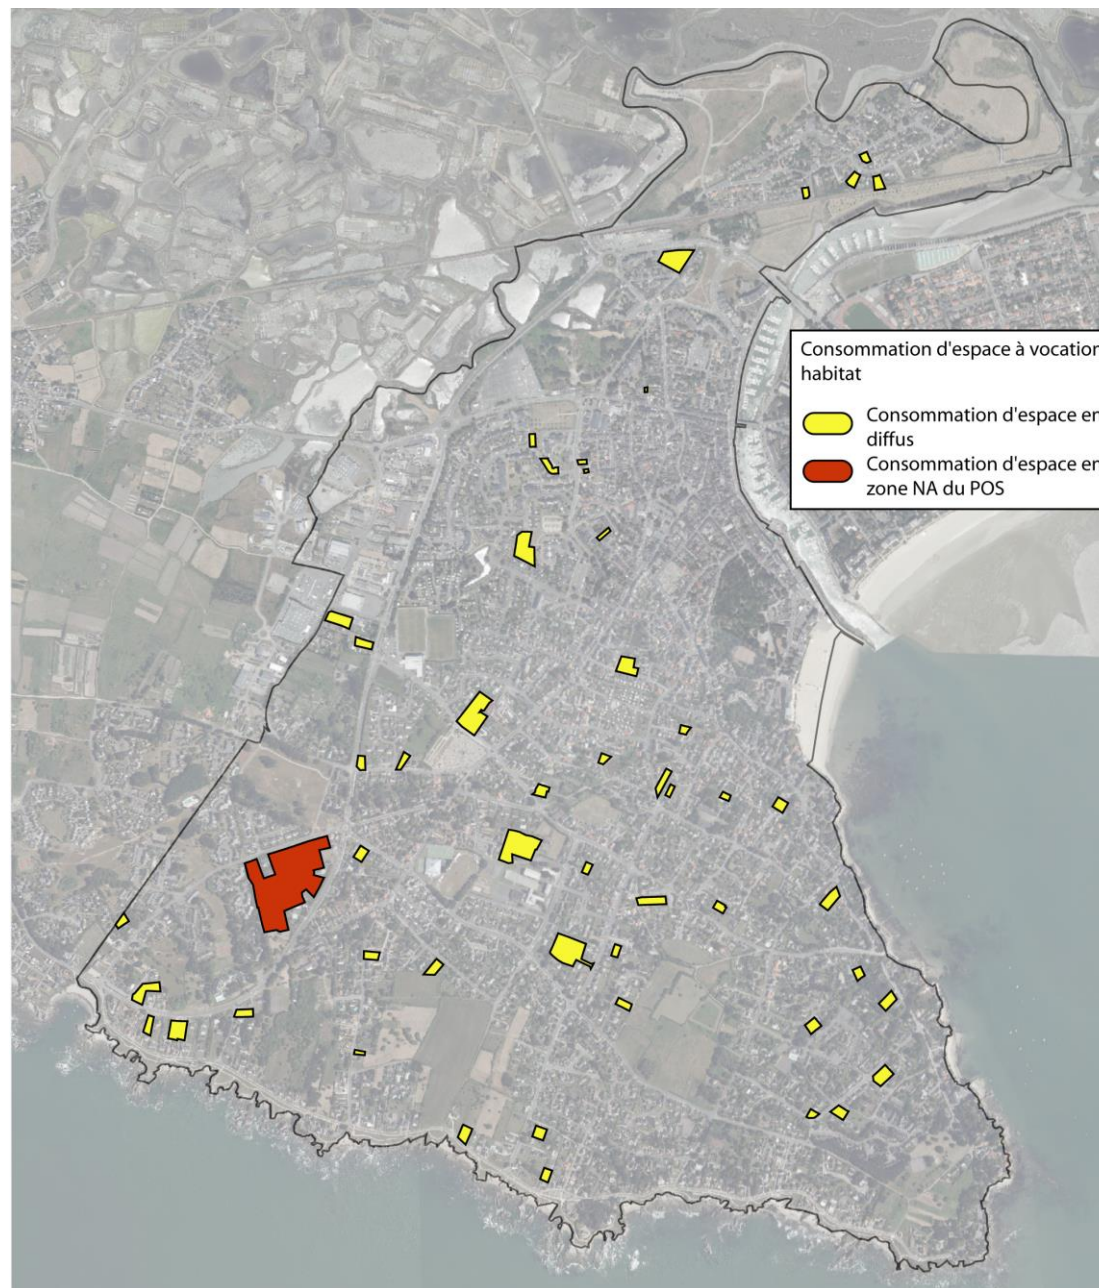 Consommation d'espace à vocation
habitat
Consommation d'espace en
diffus
Consommation d'espace en
zone NA du POS